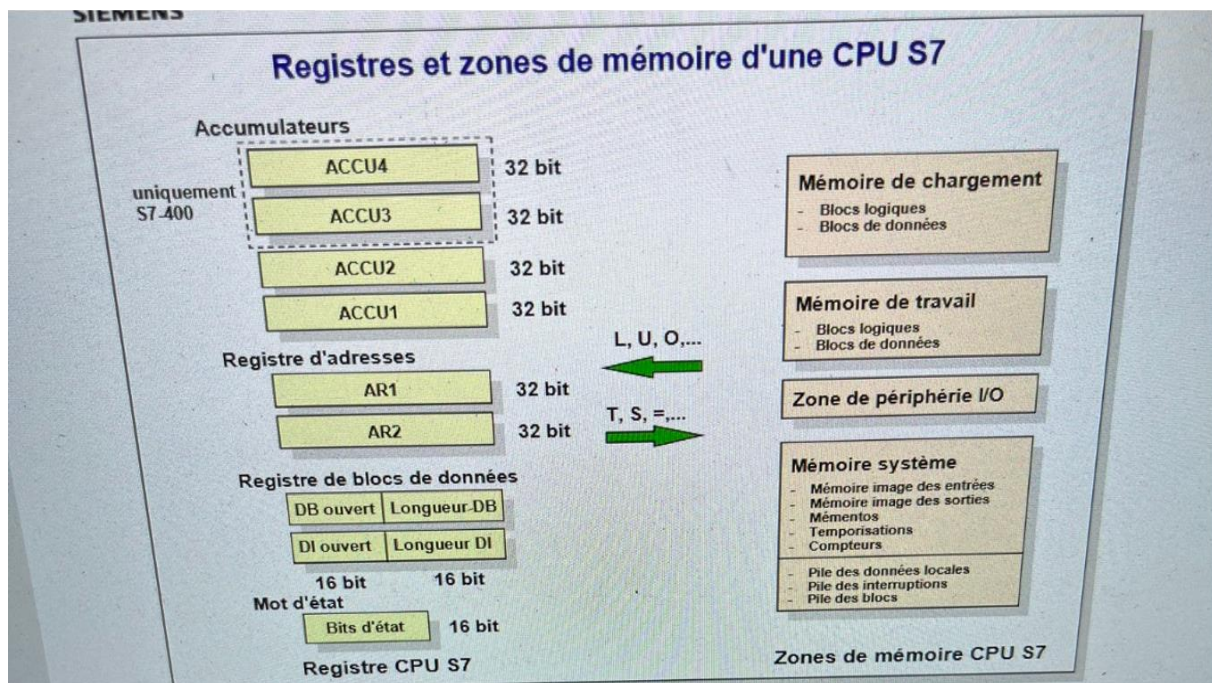 SIEMENS
Registres et zones de mémoire d'une CPU S7
Accumulateurs
uniquement
S7-400
ACCU4
32 bit
ACCU3
32 bit
ACCU2
32 bit
ACCU1
32 bit
Registre d'adresses
AR1
32 bit
AR2
32 bit
Registre de blocs de données
DB ouvert
Longueur-DB
DI ouvert
Longueur DI
16 bit
16 bit
Mot d'état
Bits d'état
16 bit
Registre CPU S7
L, U, O,...
T, S, =,...
Mémoire de chargement
- Blocs logiques
- Blocs de données
Mémoire de travail
- Blocs logiques
- Blocs de données
Zone de périphérie I/O
Mémoire système
- Mémoire image des entrées
- Mémoire image des sorties
- Mémentos
- Temporisations
- Compteurs
- Pile des données locales
- Pile des interruptions
- Pile des blocs
Zones de mémoire CPU S7